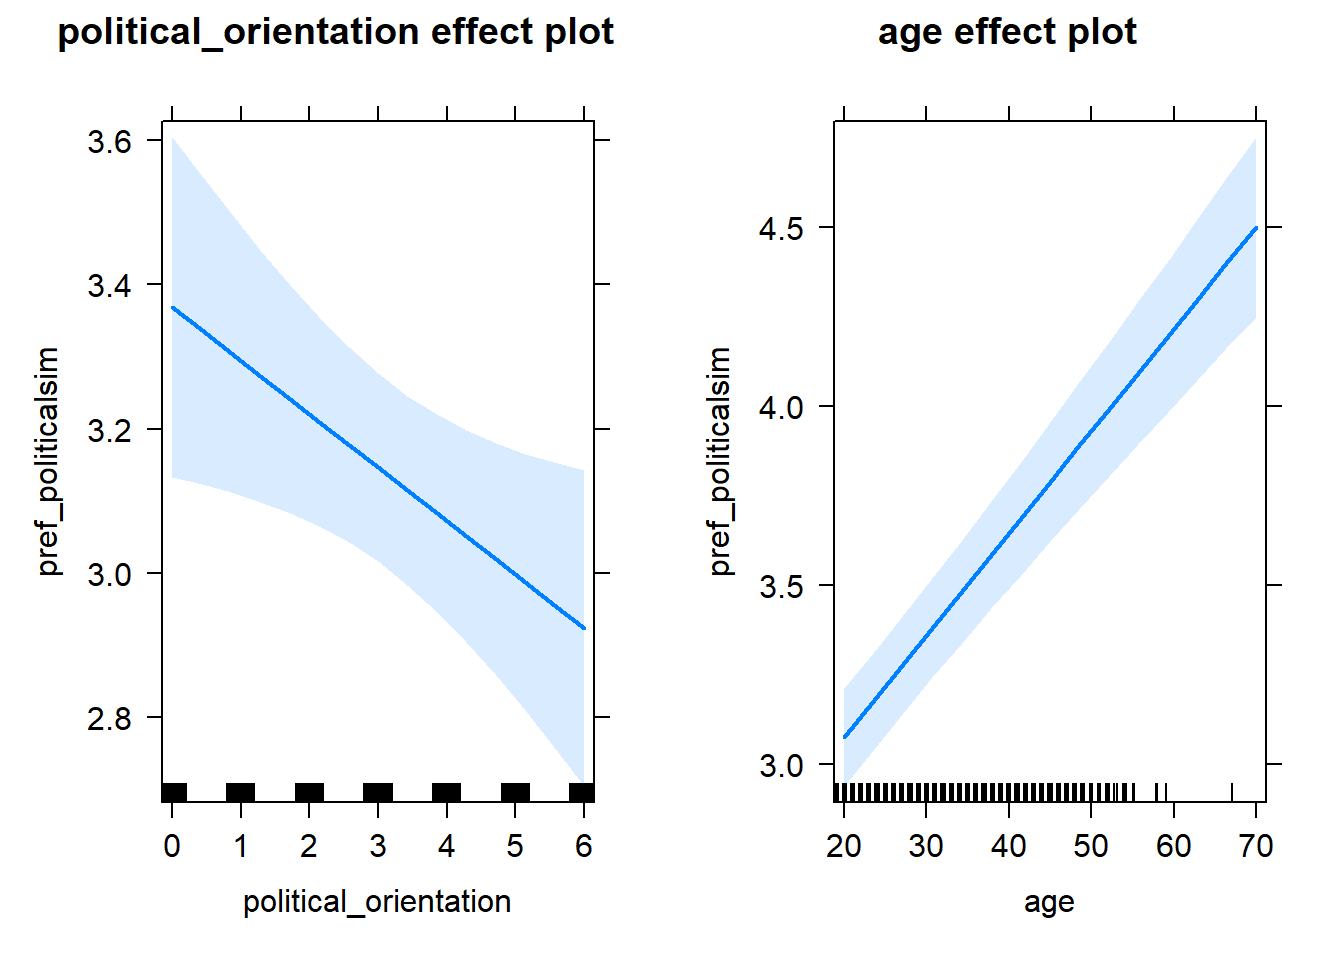 political_orientation effect plot
3.6
3.4
3.2
3.0
2.8
pref_politicalsim
0 1 2 3 4 5 6
political_orientation
age effect plot
4.5
4.0
3.5
3.0
pref_politicalsim
20 30 40 50 60 70
age